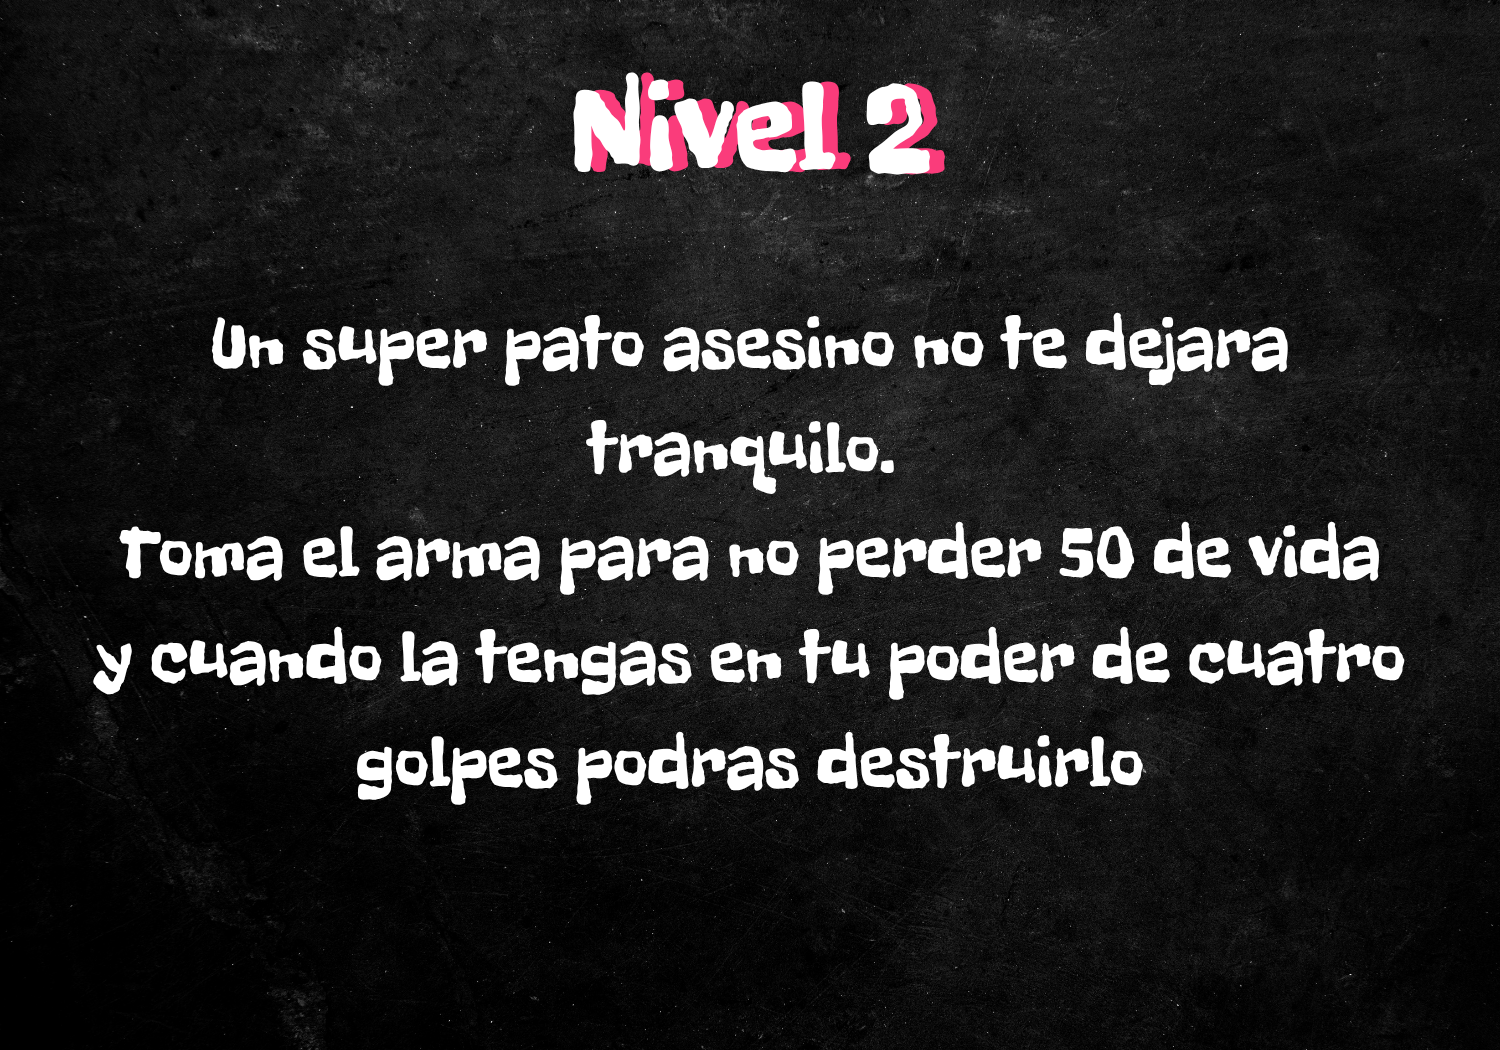 Nivel 2
Un super pato asesino no te dejara
tranquilo.
Toma el arma para no perder 50 de vida
y cuando la tengas en tu poder de cuatro
golpes podras destruirlo